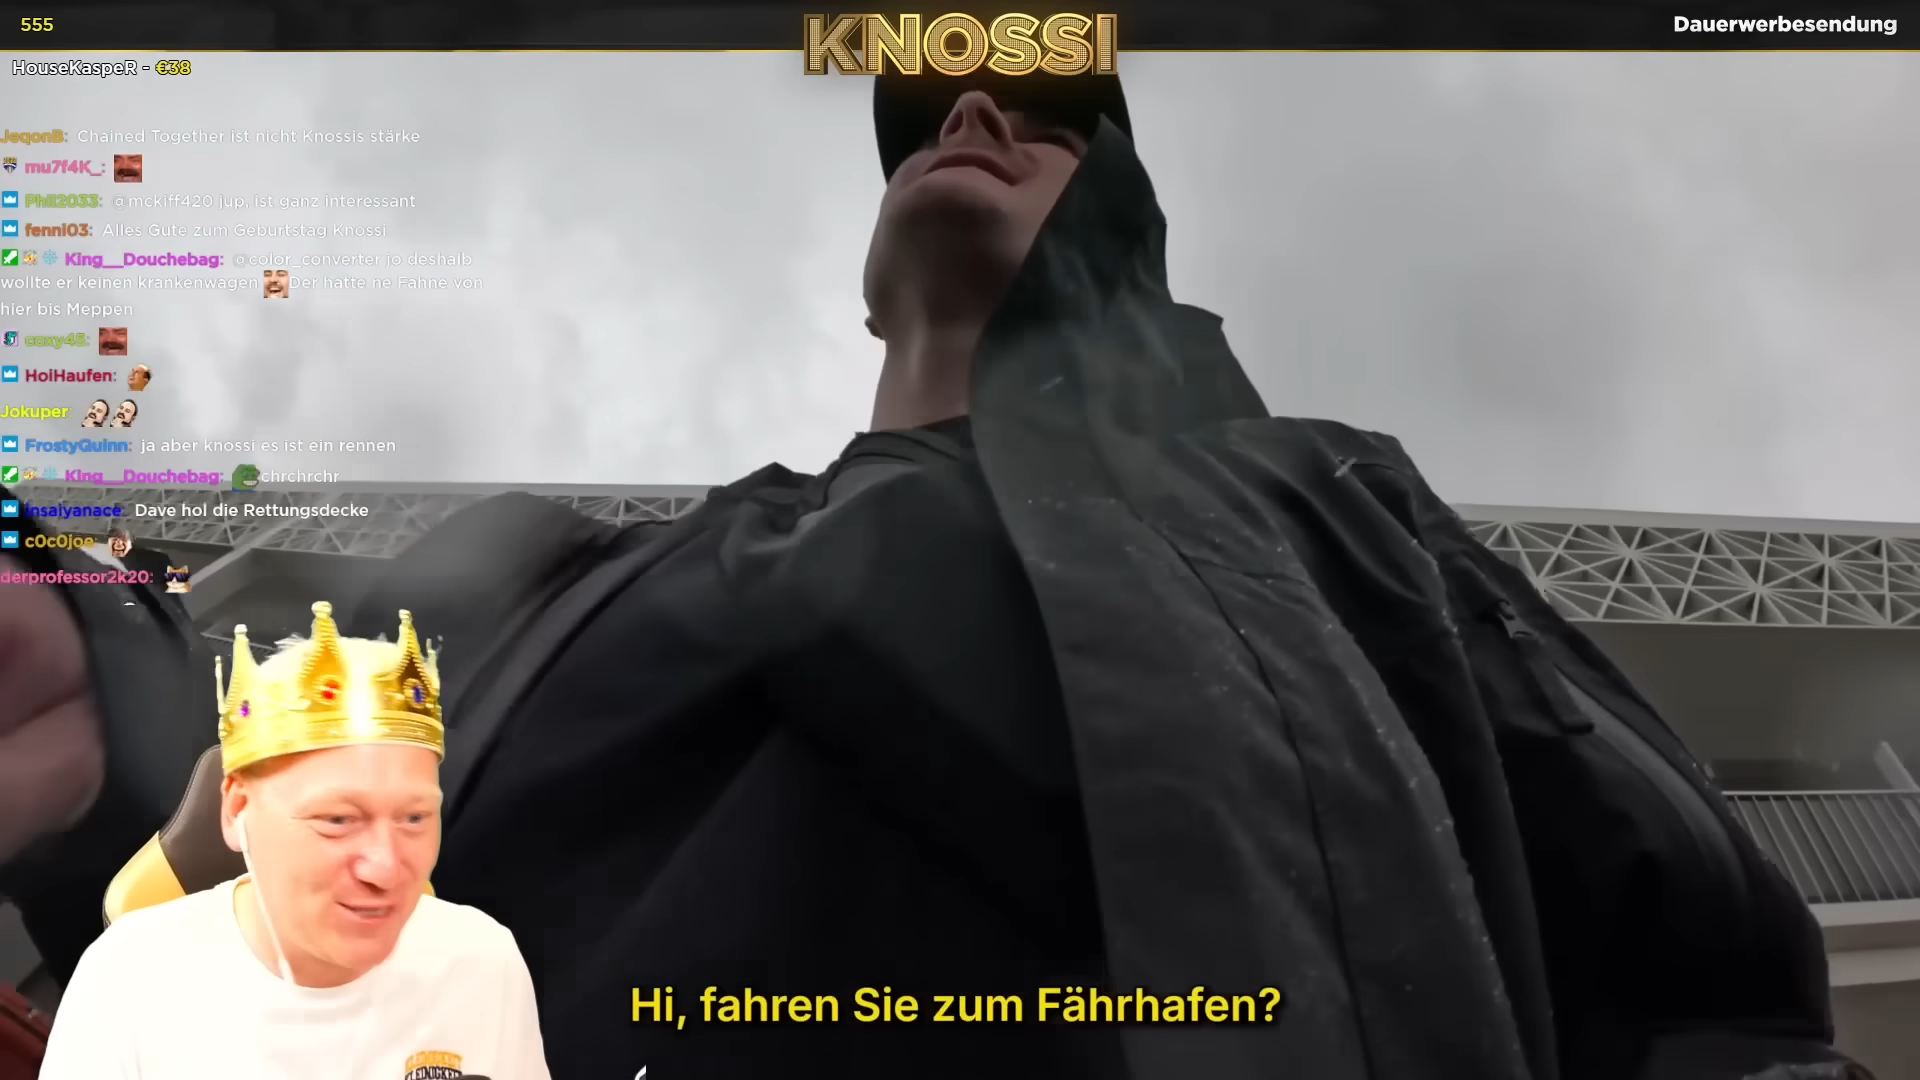 555
KNOSSI
Dauerwerbesendung
HouseKaspeR - €38
JeqonB: Chained Together ist nicht Knossis stärke
mu7f4K_:
Phil2033: @mckiff420 jup, ist ganz interessant
fenni03: Alles Gute zum Geburtstag Knossi
King__Douchebag: @color_converter jo deshalb
wollte er keinen krankenwagen Der hatte ne Fahne von
hier bis Meppen
coxy45:
HoiHaufen:
Jokuper:
FrostyQuinn: ja aber knossi es ist ein rennen
King__Douchebag: chrchrchr
insaiyanace: Dave hol die Rettungsdecke
c0c0joe:
derprofessor2k20:
Hi, fahren Sie zum Fährhafen?